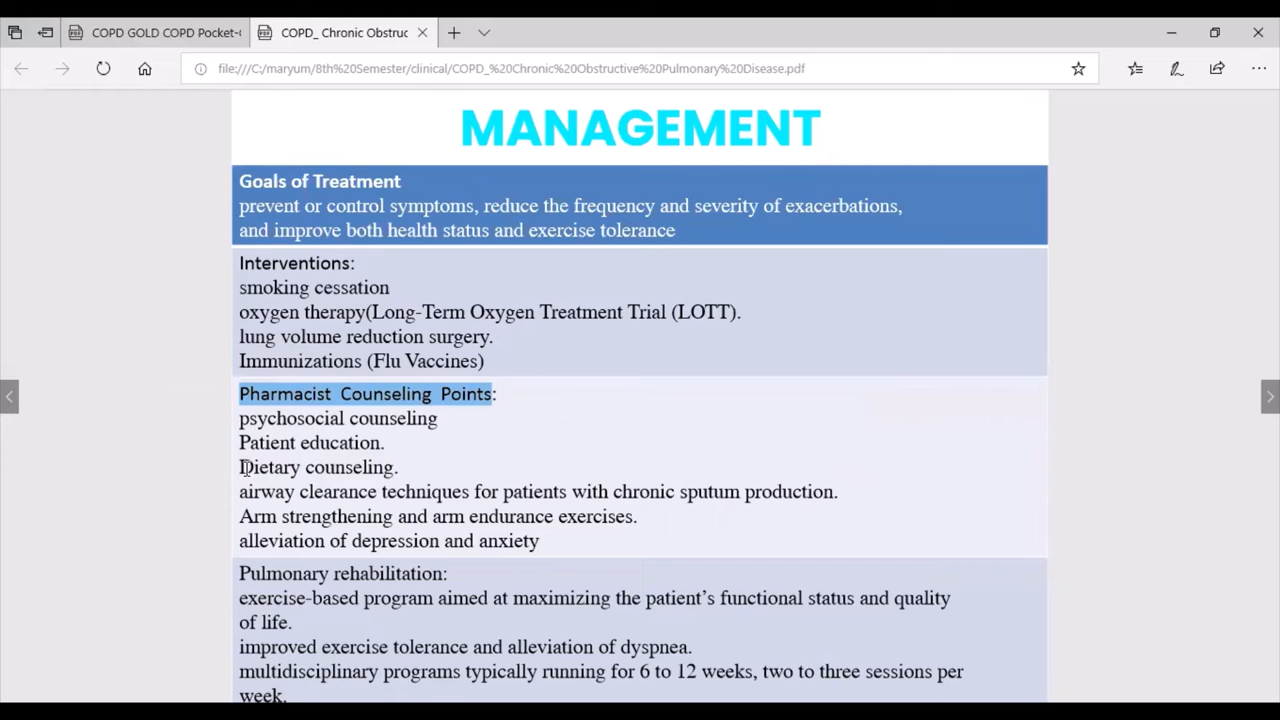 COPD GOLD COPD Pocket-
COPD_ Chronic Obstruc
file:///C:/maryum/8th%20Semester/clinical/COPD_%20Chronic%20Obstructive%20Pulmonary%20Disease.pdf
MANAGEMENT
Goals of Treatment
prevent or control symptoms, reduce the frequency and severity of exacerbations,
and improve both health status and exercise tolerance
Interventions:
smoking cessation
oxygen therapy(Long-Term Oxygen Treatment Trial (LOTT).
lung volume reduction surgery.
Immunizations (Flu Vaccines)
Pharmacist Counseling Points:
psychosocial counseling
Patient education.
Dietary counseling.
airway clearance techniques for patients with chronic sputum production.
Arm strengthening and arm endurance exercises.
alleviation of depression and anxiety
Pulmonary rehabilitation:
exercise-based program aimed at maximizing the patient's functional status and quality
of life.
improved exercise tolerance and alleviation of dyspnea.
multidisciplinary programs typically running for 6 to 12 weeks, two to three sessions per
week.